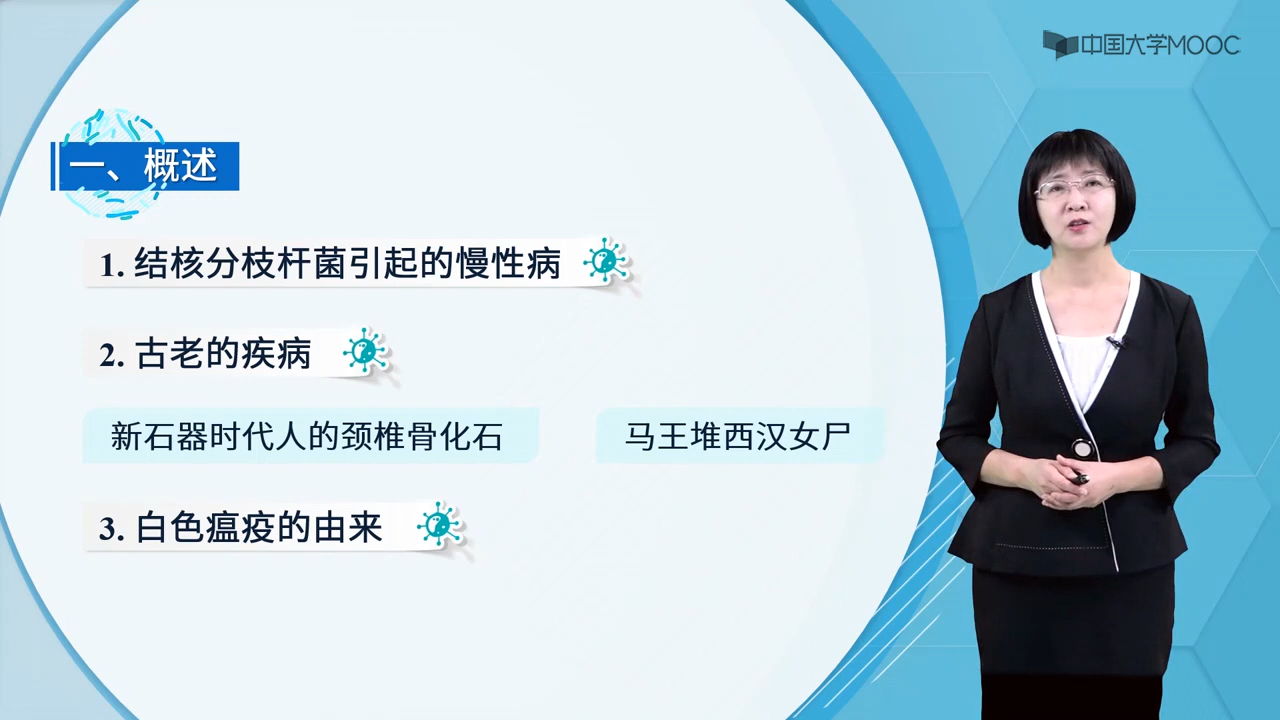 中国大学MOOC
一、概述
1. 结核分枝杆菌引起的慢性病
2. 古老的疾病
新石器时代人的颈椎骨化石 马王堆西汉女尸
3. 白色瘟疫的由来